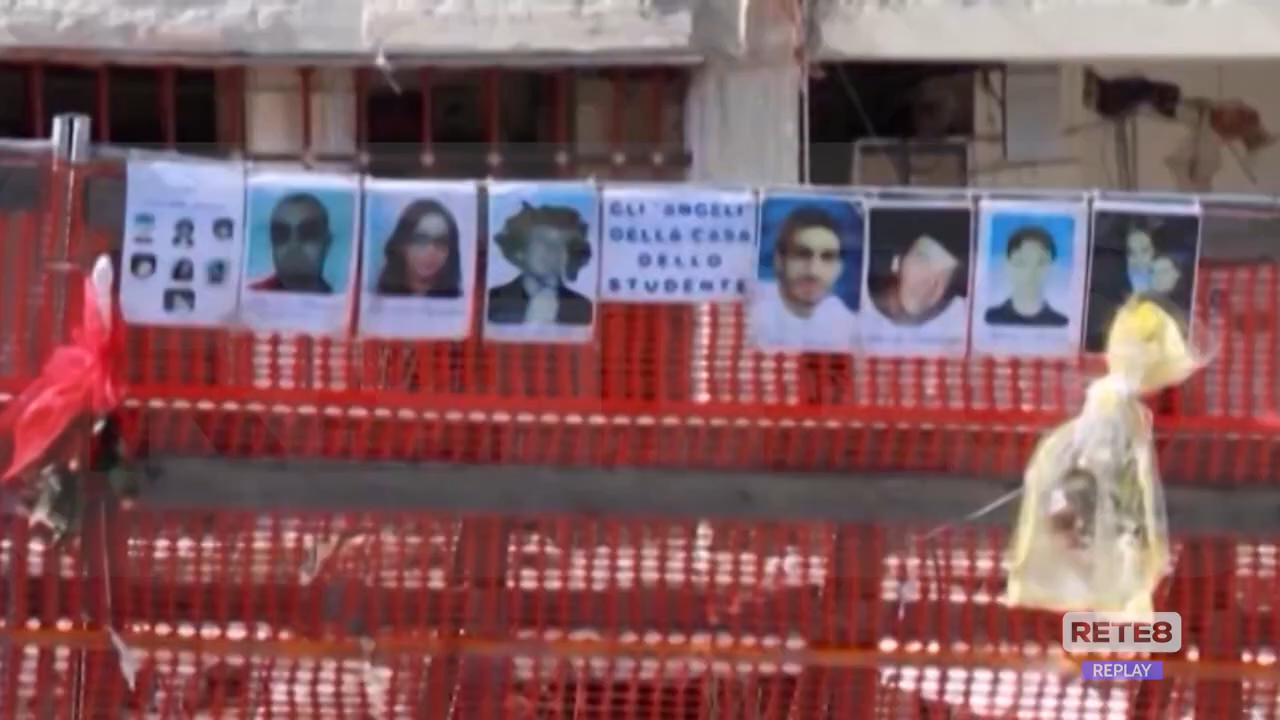 GLI ANGELI
DELLA CASA
DELLO
STUDENTE
RETE8
REPLAY